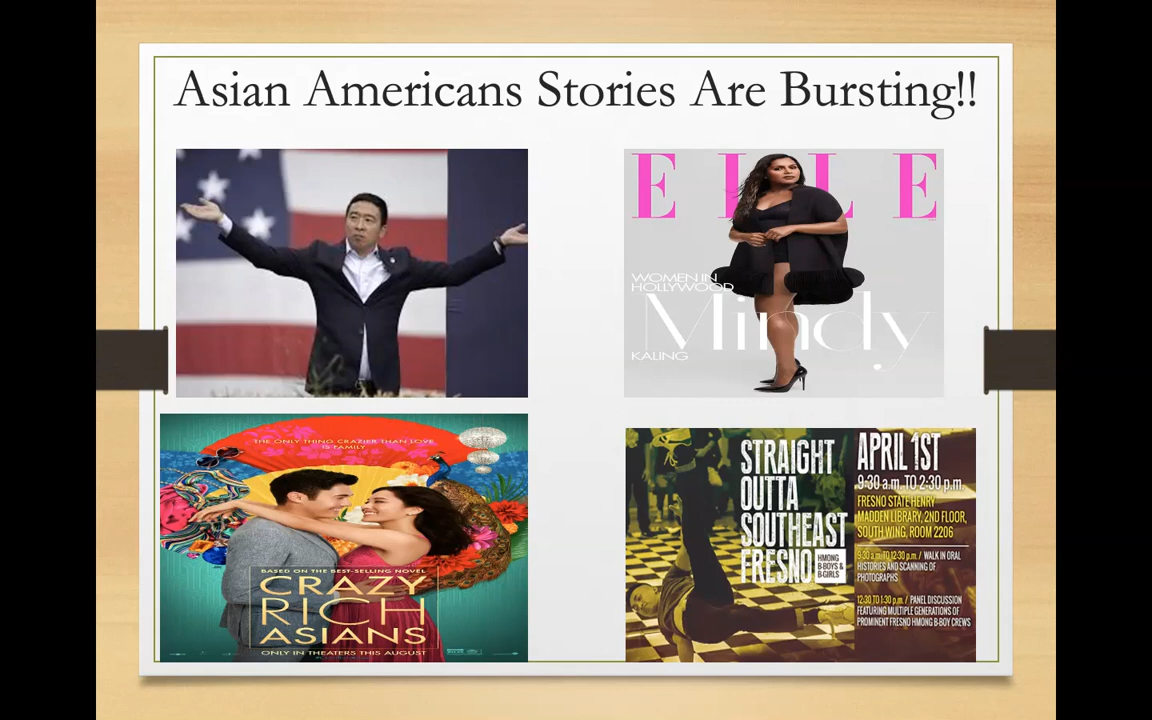 Asian Americans Stories Are Bursting!!
ELLE
WOMEN IN
HOLLYWOOD
Mindy
KALING
THE ONLY THING CRAZIER THAN LOVE
IS FAMILY
BASED ON THE BEST-SELLING NOVEL
CRAZY
RICH
ASIANS
ONLY IN THEATERS THIS AUGUST
STRAIGHT
OUTTA
SOUTHEAST
FRESNO
HMONG
B-BOYS &
B-GIRLS
APRIL 1ST
9:30 a.m. TO 2:30 p.m.
FRESNO STATE HENRY
MADDEN LIBRARY, 2ND FLOOR,
SOUTH WING, ROOM 2206
9:30 a.m. TO 12:30 p.m. / WALK IN ORAL
HISTORIES AND SCANNING OF
PHOTOGRAPHS
12:30 TO 1:30 p.m. / PANEL DISCUSSION
FEATURING MULTIPLE GENERATIONS OF
PROMINENT FRESNO HMONG B-BOY CREWS